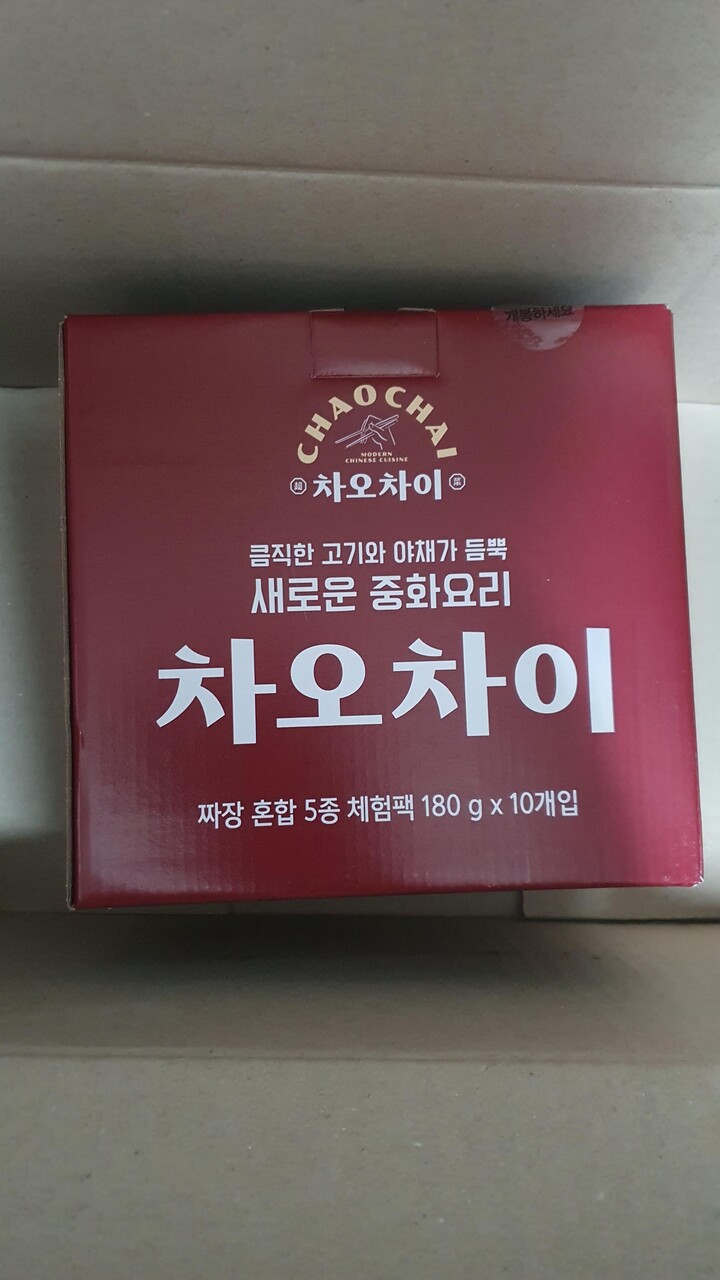 개봉하세요
CHAOCHAI
MODERN
CHINESE CUISINE
超 차오차이 菜
큼직한 고기와 야채가 듬뿍
새로운 중화요리
차오차이
짜장 혼합 5종 체험팩 180 g x 10개입